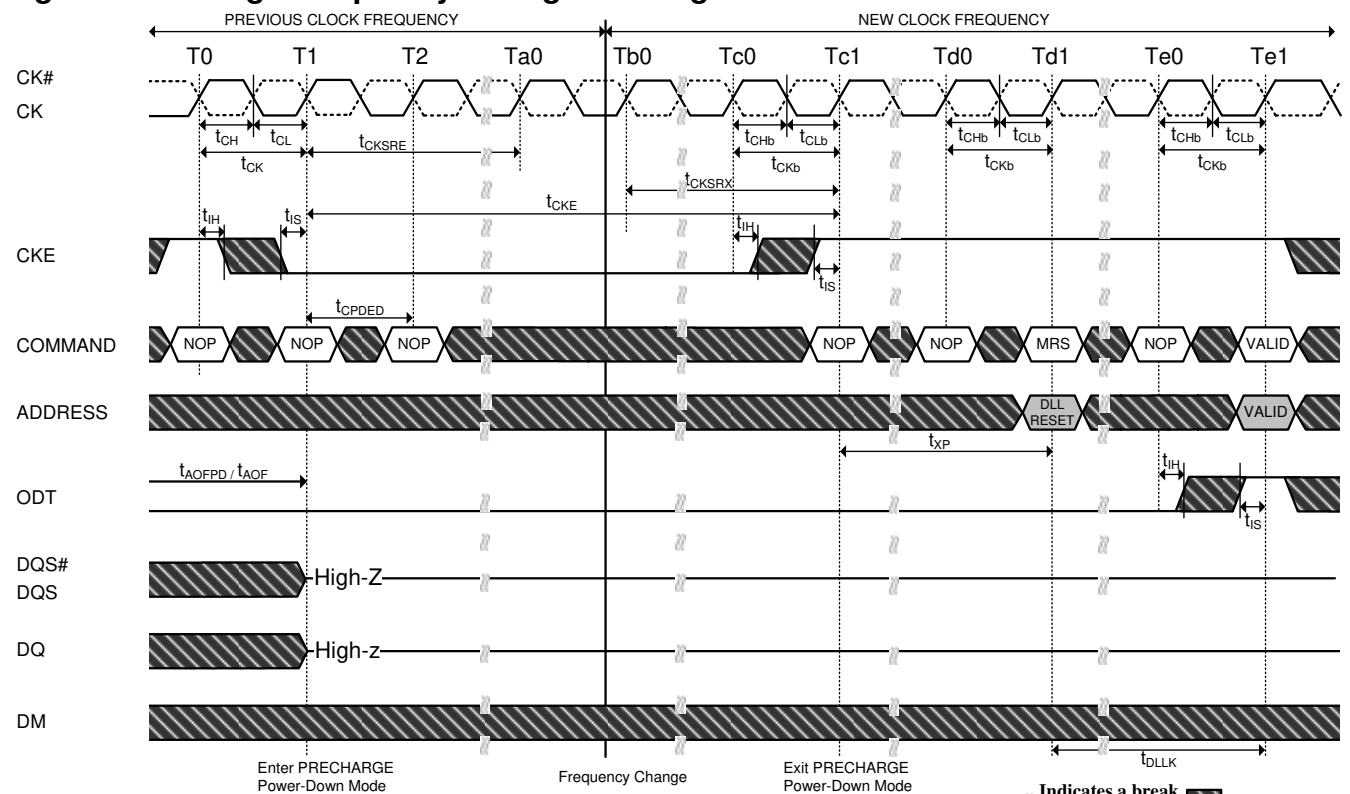 PREVIOUS CLOCK FREQUENCY NEW CLOCK FREQUENCY
T0 T1 T2 Ta0 Tb0 Tc0 Tc1 Td0 Td1 Te0 Te1
CK#
CK
tCH tCL tCHb tCLb tCHb tCLb tCHb tCLb
tCK tCKSRE tCKb tCKb tCKb
tCKSRX
tCKE
tIH tIS tIH
CKE
tIS
tCPDED
COMMAND NOP NOP NOP NOP NOP MRS NOP VALID
ADDRESS DLL RESET VALID
tXP
tAOFPD / tAOF tIH
ODT
tIS
DQS#
DQS High-Z
DQ High-z
DM
tDLLK
Enter PRECHARGE Power-Down Mode
Frequency Change
Exit PRECHARGE Power-Down Mode
Indicates a break